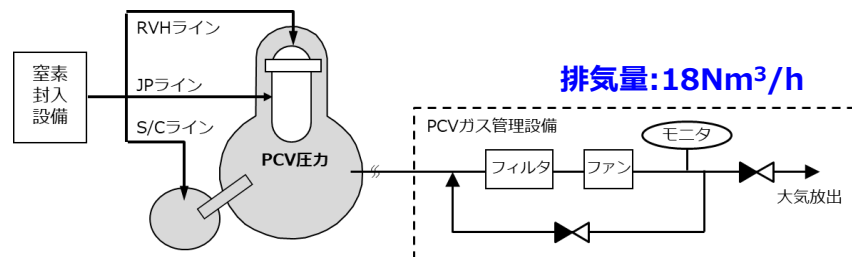 RVHライン
排気量:18Nm³/h
窒素
封入
設備
JPライン
PCVガス管理設備
モニタ
S/Cライン
PCV圧力
フィルタ
ファン
大気放出